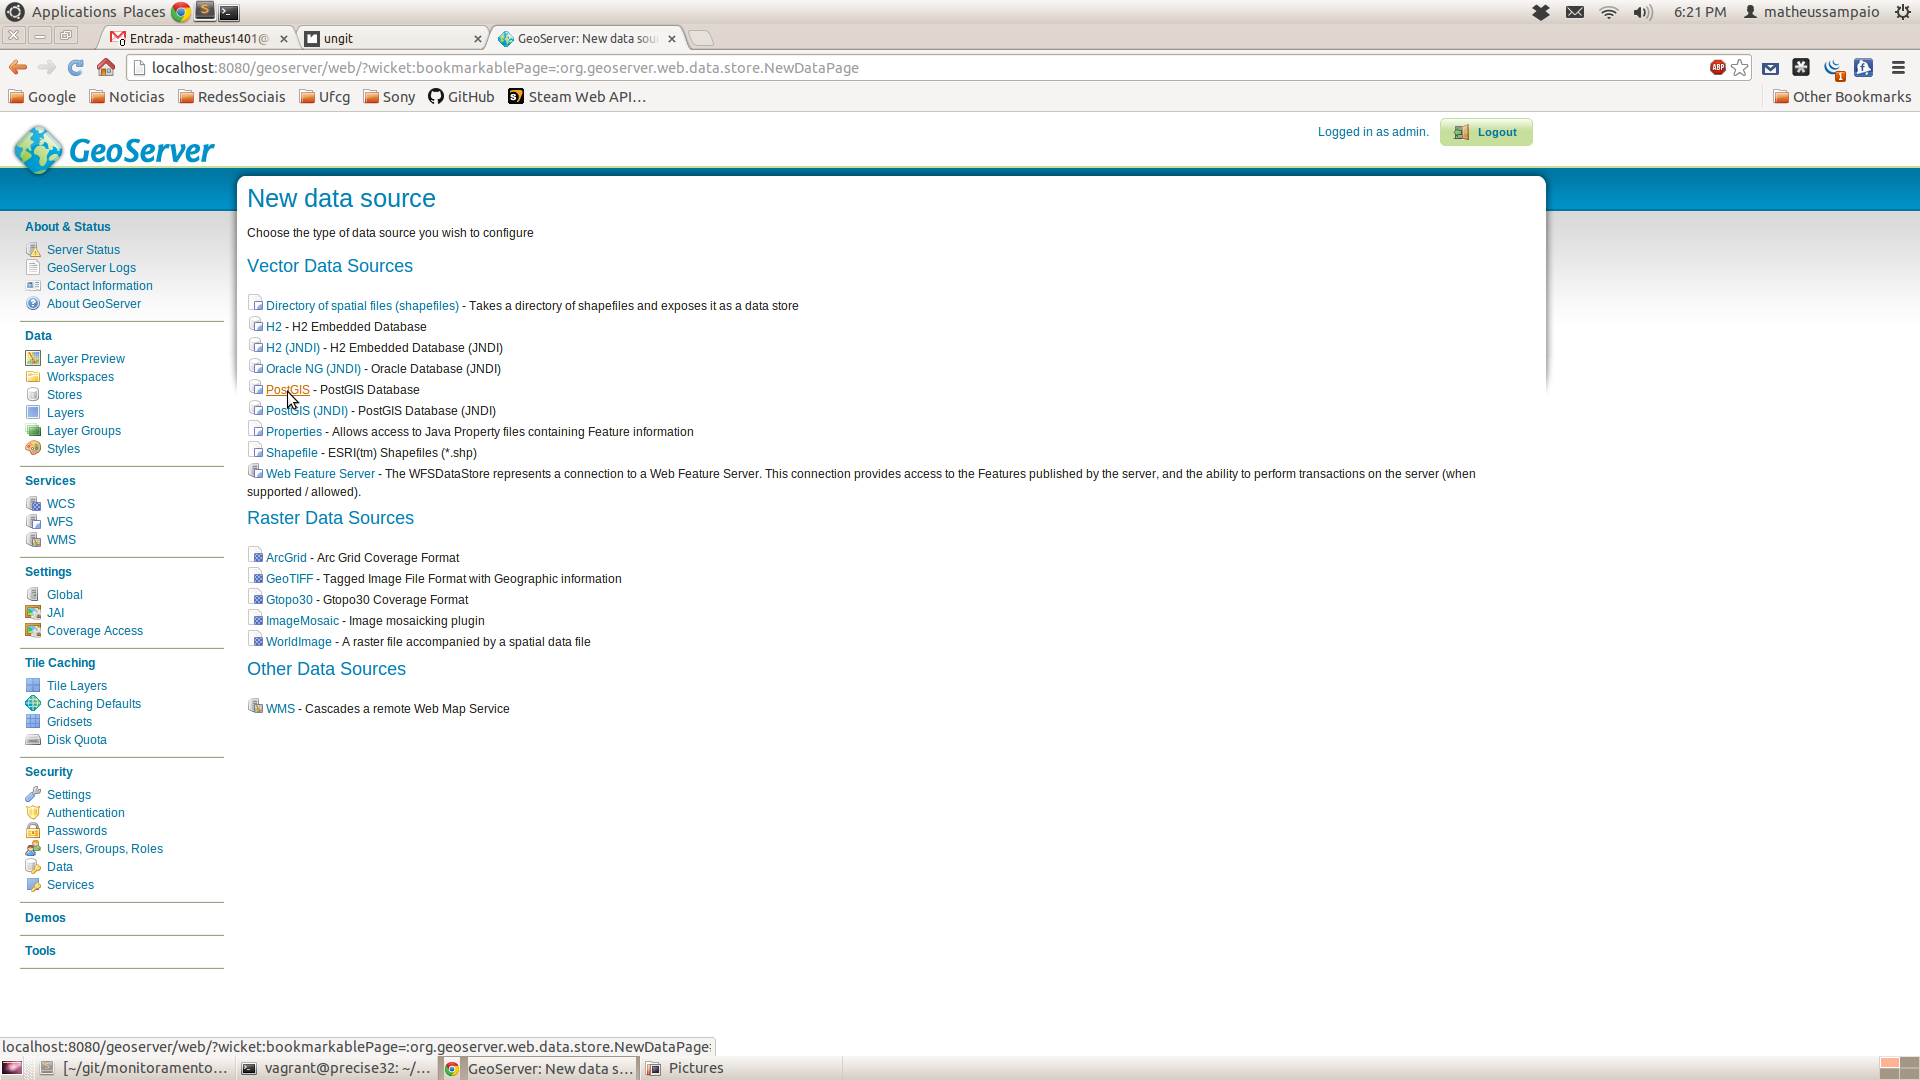 Applications Places
6:21 PM matheussampaio
Entrada - matheus1401@
ungit
GeoServer: New data sou
localhost:8080/geoserver/web/?wicket:bookmarkablePage=:org.geoserver.web.data.store.NewDataPage
ABP
1
Google Noticias RedesSociais Ufcg Sony GitHub Steam Web API... Other Bookmarks
GeoServer
Logged in as admin. Logout
About & Status
Server Status
GeoServer Logs
Contact Information
About GeoServer
Data
Layer Preview
Workspaces
Stores
Layers
Layer Groups
Styles
Services
WCS
WFS
WMS
Settings
Global
JAI
Coverage Access
Tile Caching
Tile Layers
Caching Defaults
Gridsets
Disk Quota
Security
Settings
Authentication
Passwords
Users, Groups, Roles
Data
Services
Demos
Tools
New data source
Choose the type of data source you wish to configure
Vector Data Sources
Directory of spatial files (shapefiles) - Takes a directory of shapefiles and exposes it as a data store
H2 - H2 Embedded Database
H2 (JNDI) - H2 Embedded Database (JNDI)
Oracle NG (JNDI) - Oracle Database (JNDI)
PostGIS - PostGIS Database
PostGIS (JNDI) - PostGIS Database (JNDI)
Properties - Allows access to Java Property files containing Feature information
Shapefile - ESRI(tm) Shapefiles (*.shp)
Web Feature Server - The WFSDataStore represents a connection to a Web Feature Server. This connection provides access to the Features published by the server, and the ability to perform transactions on the server (when
supported / allowed).
Raster Data Sources
ArcGrid - Arc Grid Coverage Format
GeoTIFF - Tagged Image File Format with Geographic information
Gtopo30 - Gtopo30 Coverage Format
ImageMosaic - Image mosaicking plugin
WorldImage - A raster file accompanied by a spatial data file
Other Data Sources
WMS - Cascades a remote Web Map Service
localhost:8080/geoserver/web/?wicket:bookmarkablePage=:org.geoserver.web.data.store.NewDataPage:
[~/git/monitoramento... vagrant@precise32: ~/... GeoServer: New data s... Pictures